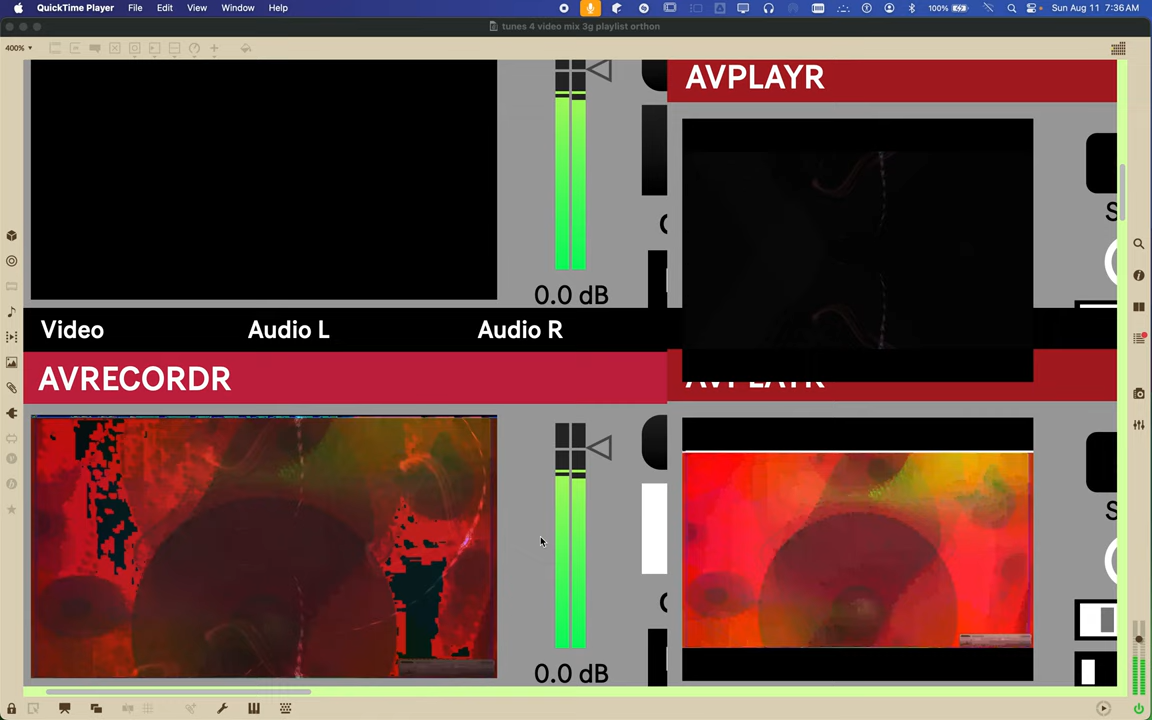 QuickTime Player File Edit View Window Help 100% Sun Aug 11 7:36 AM
tunes 4 video mix 3g playlist orthon
400%
AVPLAYR
S
0.0 dB
Video Audio L Audio R
AVRECORDR
AVPLAYR
S
0.0 dB